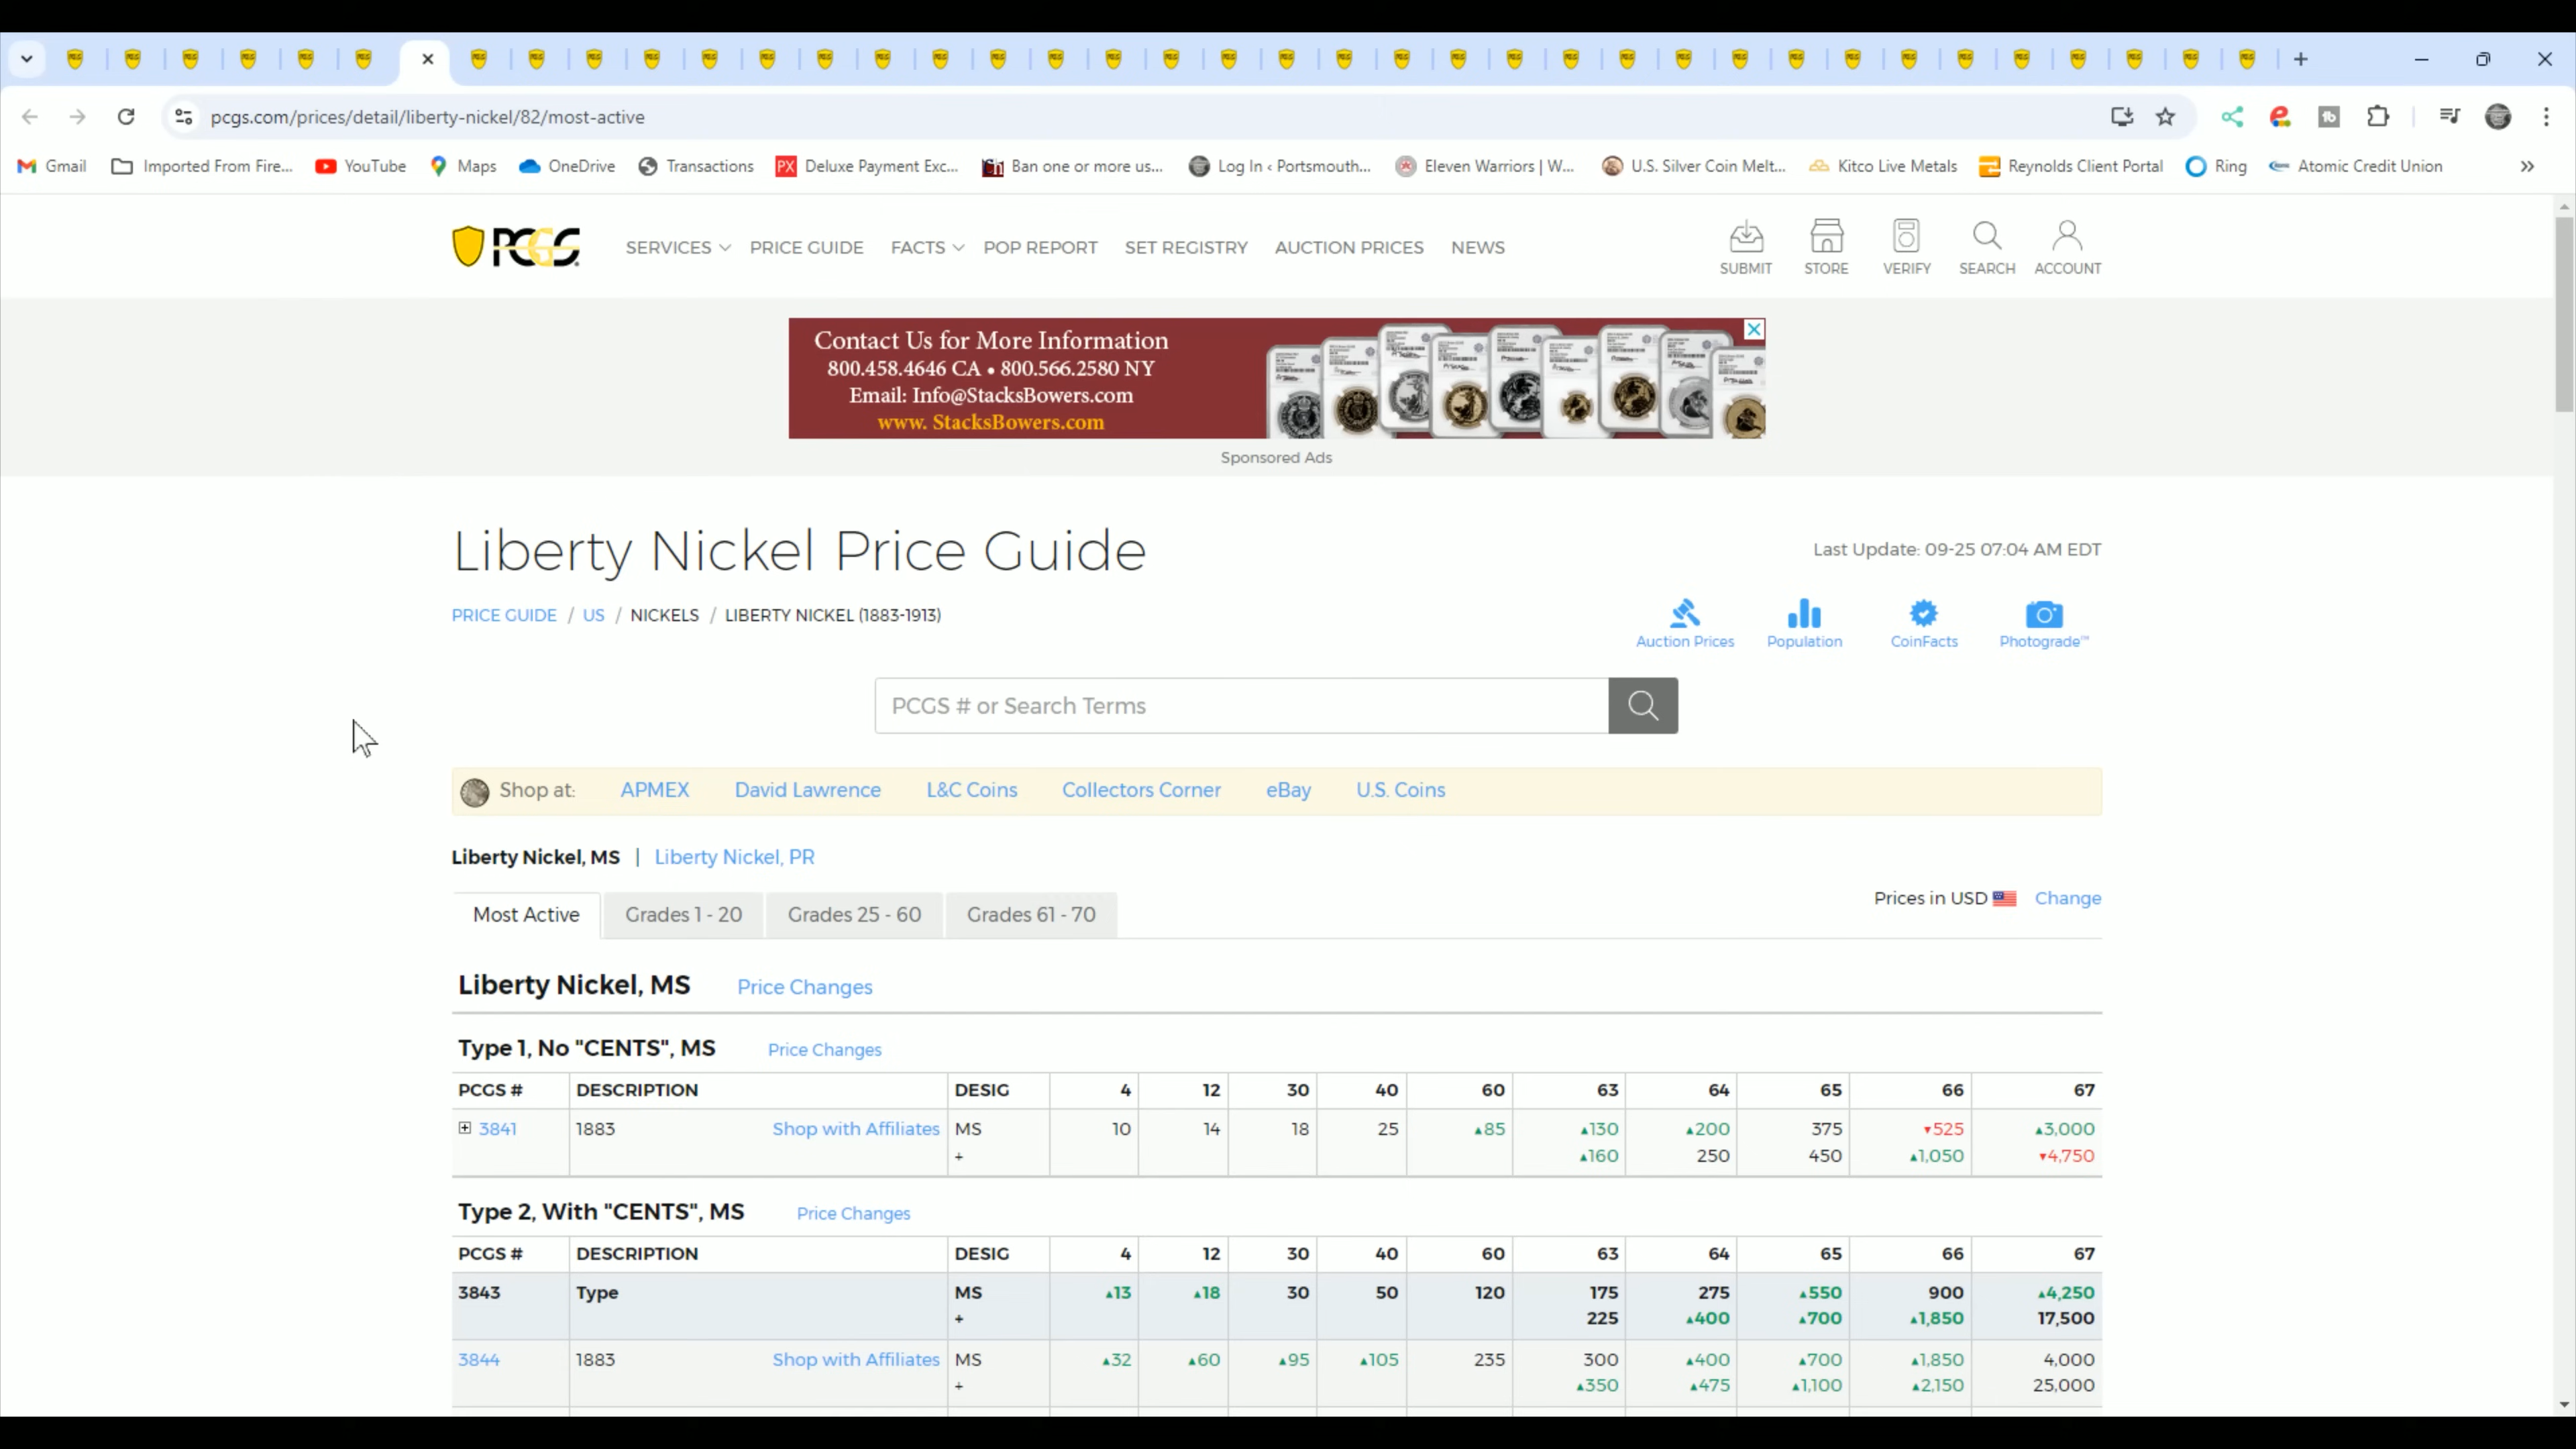 pcgs.com/prices/detail/liberty-nickel/82/most-active
Gmail Imported From Fire... YouTube Maps OneDrive Transactions PX Deluxe Payment Exc... Ban one or more us... Log In ‹ Portsmouth... Eleven Warriors | W... U.S. Silver Coin Melt... Kitco Live Metals Reynolds Client Portal Ring Atomic Credit Union »
PCGS SERVICES PRICE GUIDE FACTS POP REPORT SET REGISTRY AUCTION PRICES NEWS
SUBMIT STORE VERIFY SEARCH ACCOUNT
Contact Us for More Information
800.458.4646 CA • 800.566.2580 NY
Email: Info@StacksBowers.com
www. StacksBowers.com
Sponsored Ads
Liberty Nickel Price Guide
Last Update: 09-25 07:04 AM EDT
PRICE GUIDE / US / NICKELS / LIBERTY NICKEL (1883-1913)
Auction Prices Population CoinFacts Photograde™
PCGS # or Search Terms
Shop at: APMEX David Lawrence L&C Coins Collectors Corner eBay U.S. Coins
Liberty Nickel, MS | Liberty Nickel, PR
Prices in USD Change
Most Active Grades 1 - 20 Grades 25 - 60 Grades 61 - 70
Liberty Nickel, MS Price Changes
Type 1, No "CENTS", MS Price Changes
PCGS # DESCRIPTION DESIG 4 12 30 40 60 63 64 65 66 67
3841 1883 Shop with Affiliates MS 10 14 18 25 ▴85 ▴130 ▴200 375 ▾525 ▴3,000
+ ▴160 250 450 ▴1,050 ▾4,750
Type 2, With "CENTS", MS Price Changes
PCGS # DESCRIPTION DESIG 4 12 30 40 60 63 64 65 66 67
3843 Type MS ▴13 ▴18 30 50 120 175 275 ▴550 900 ▴4,250
+ 225 ▴400 ▴700 ▴1,850 17,500
3844 1883 Shop with Affiliates MS ▴32 ▴60 ▴95 ▴105 235 300 ▴400 ▴700 ▴1,850 4,000
+ ▴350 ▴475 ▴1,100 ▴2,150 25,000